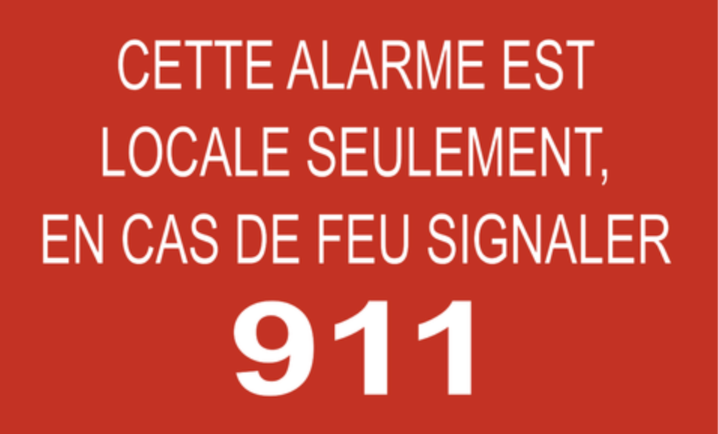 CETTE ALARME EST
LOCALE SEULEMENT,
EN CAS DE FEU SIGNALER
911